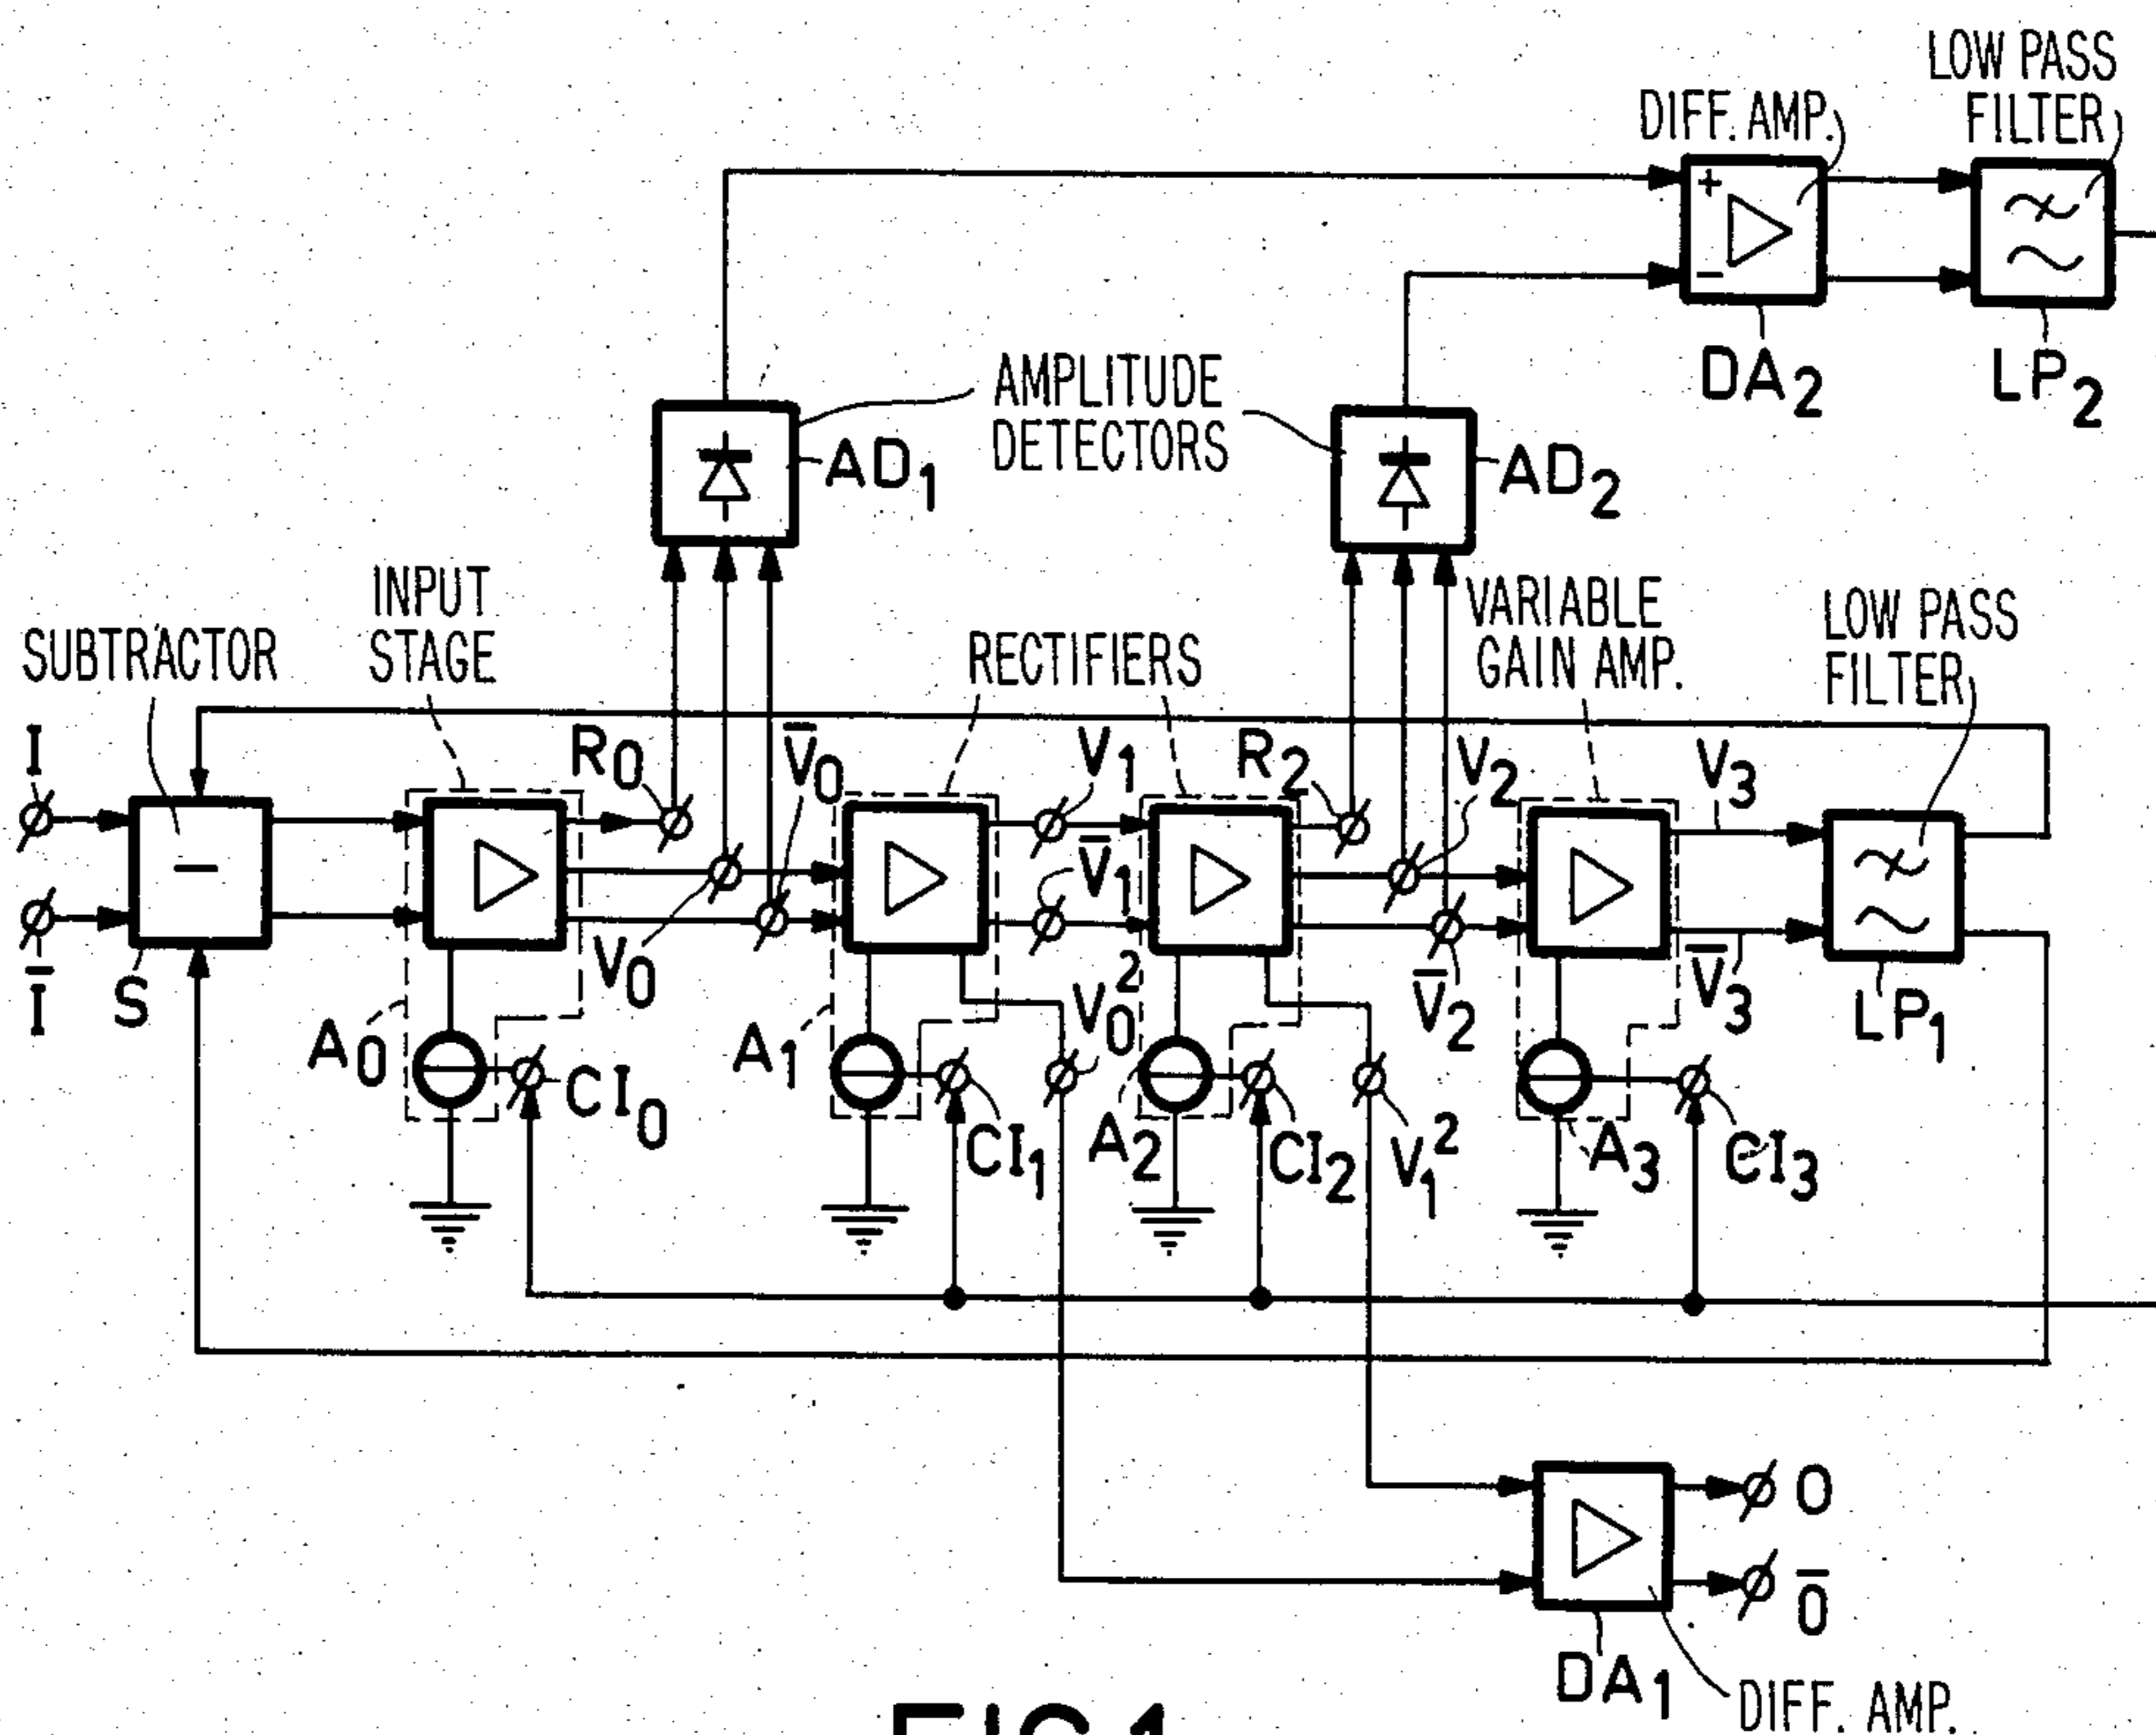 LOW PASS
FILTER
DIFF. AMP.
+
−
DA2
LP2
AMPLITUDE
DETECTORS
AD1
AD2
INPUT
STAGE
SUBTRACTOR
RECTIFIERS
VARIABLE
GAIN AMP.
LOW PASS
FILTER
I
R0
V̅0
V1
R2
V2
V3
−
V̅1
I̅
S
V0
V0²
V̅2
V̅3
LP1
A0
CI0
A1
CI1
A2
CI2
V1²
A3
CI3
O
O̅
DA1
DIFF. AMP.
FIG.1